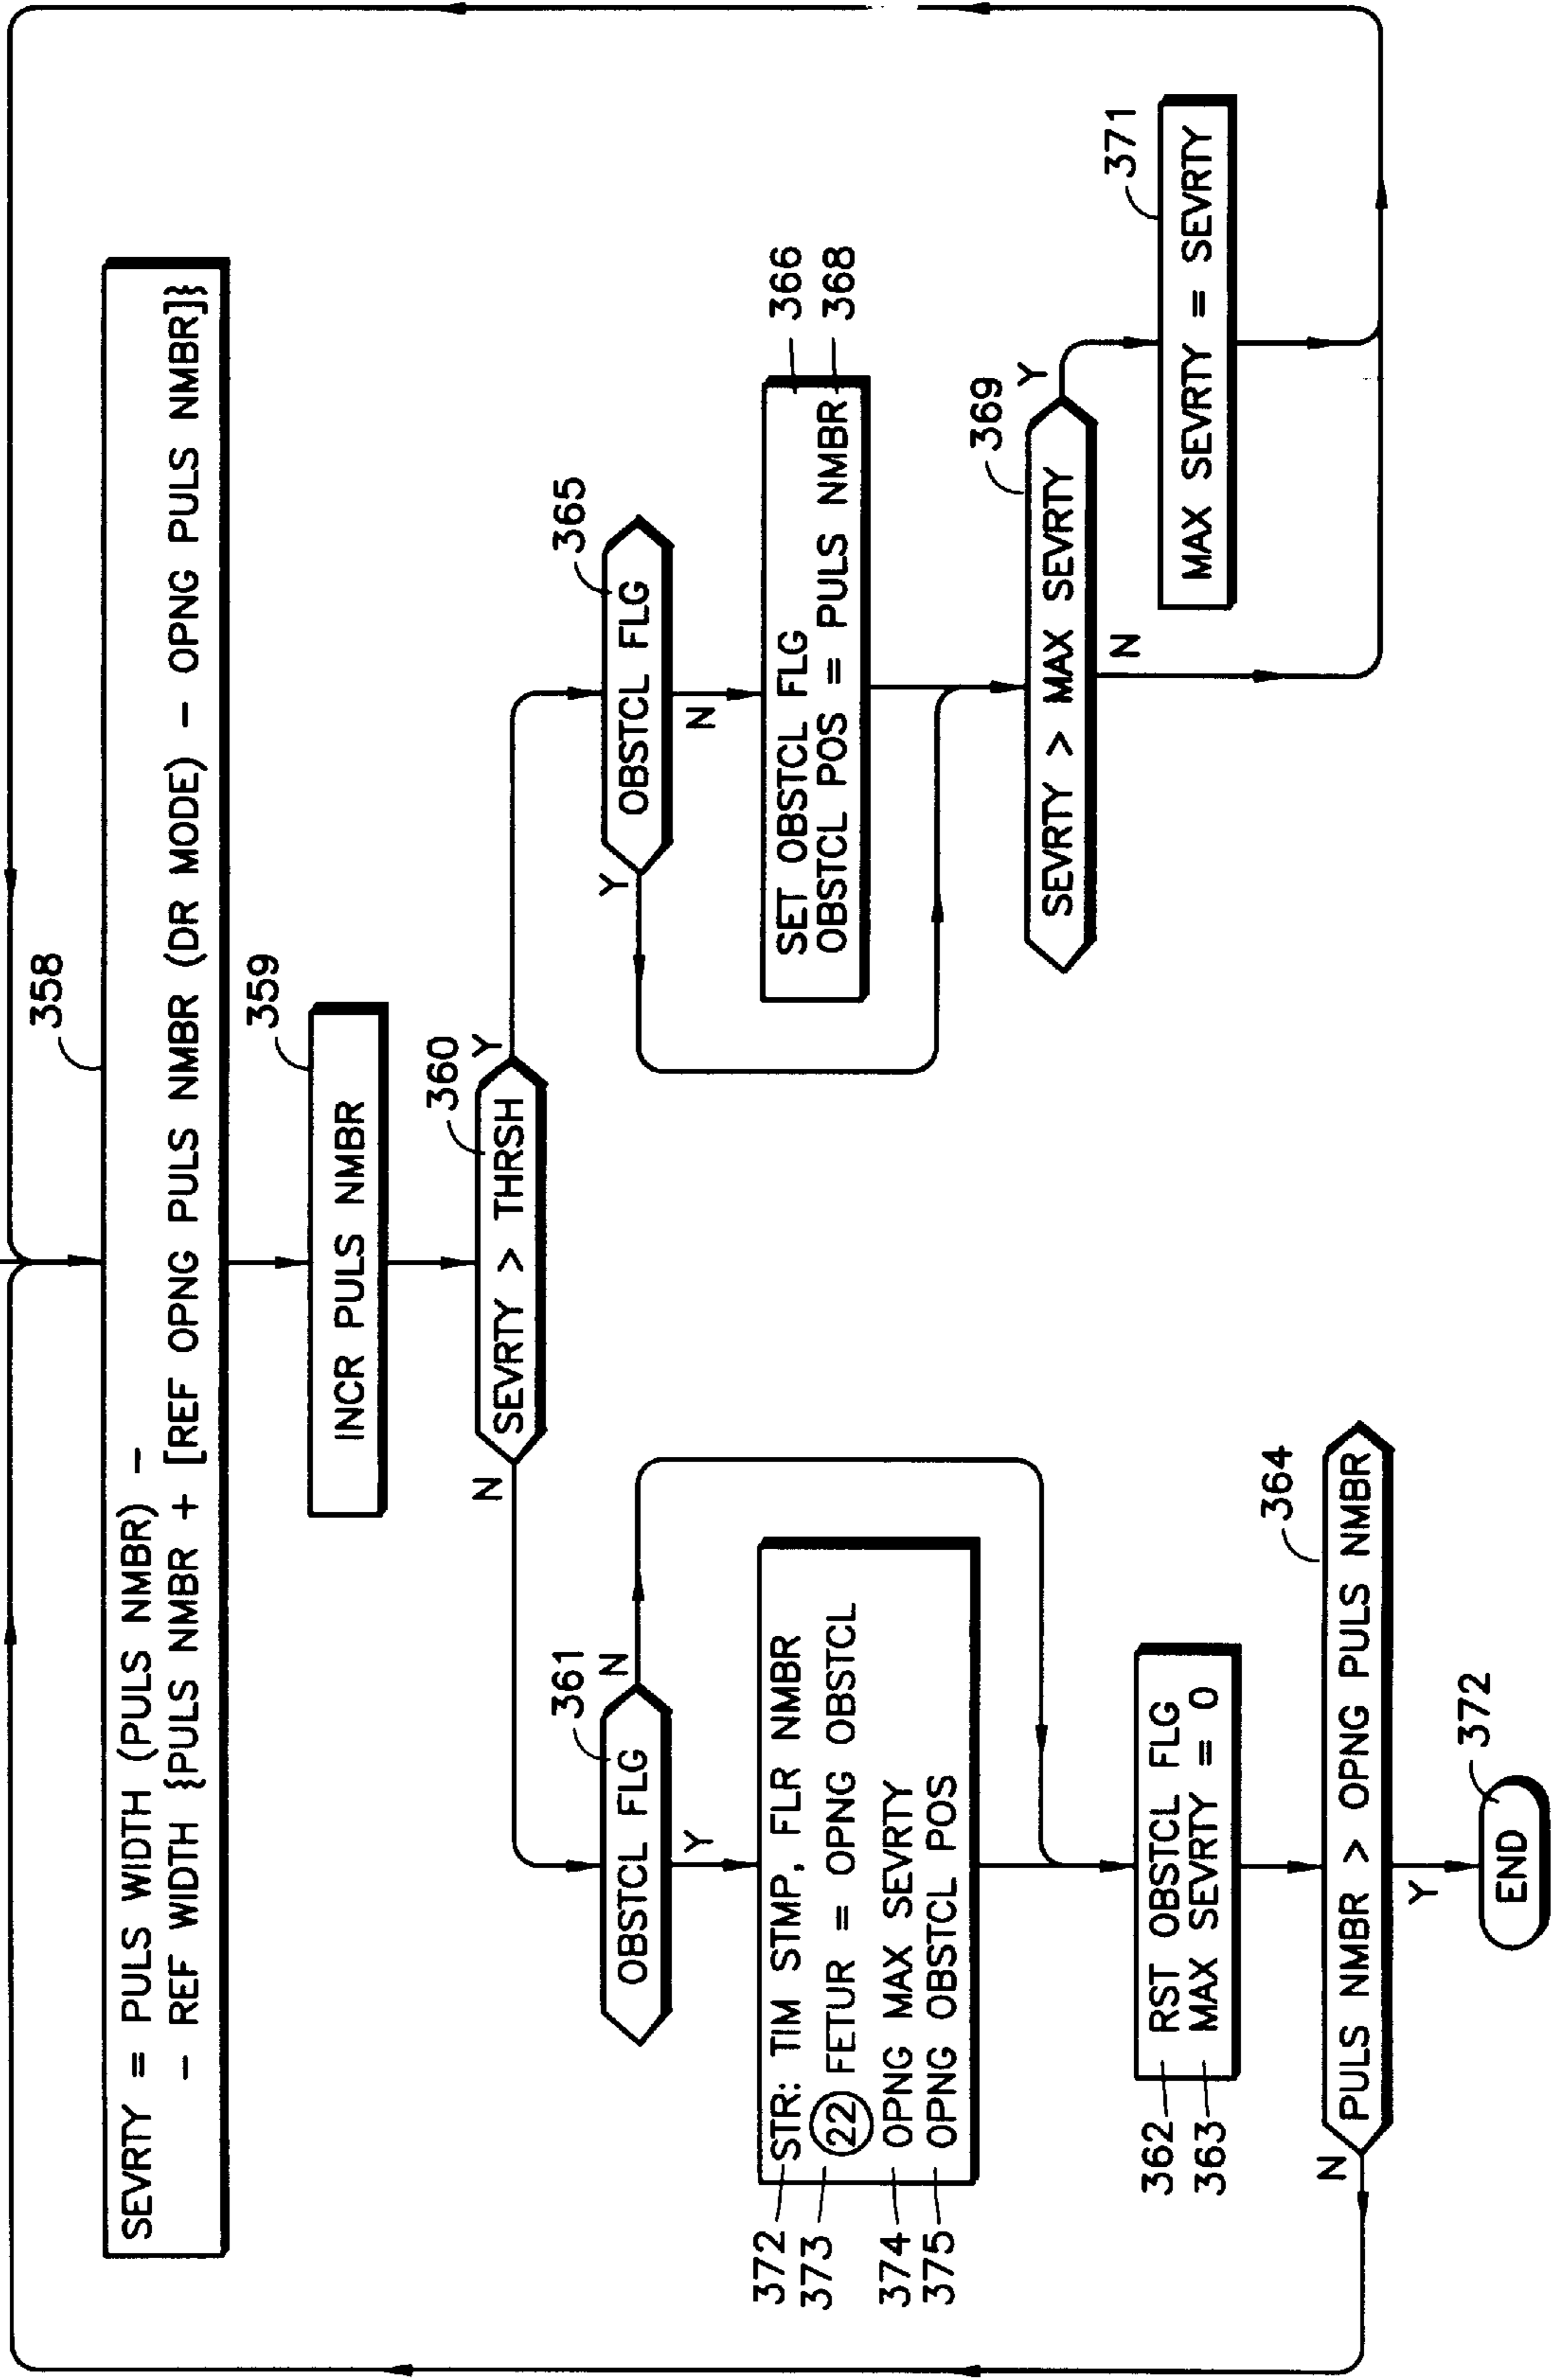 358
SEVRTY = PULS WIDTH (PULS NMBR) -
- REF WIDTH {PULS NMBR + [REF OPNG PULS NMBR (DR MODE) - OPNG PULS NMBR]}
359
INCR PULS NMBR
360
SEVRTY > THRSH
N
Y
361
OBSTCL FLG
N
Y
372
STR: TIM STMP, FLR NMBR
373
22 FETUR = OPNG OBSTCL
374
OPNG MAX SEVRTY
375
OPNG OBSTCL POS
362
RST OBSTCL FLG
363
MAX SEVRTY = 0
364
PULS NMBR > OPNG PULS NMBR
N
Y
372
END
365
OBSTCL FLG
Y
N
SET OBSTCL FLG
366
OBSTCL POS = PULS NMBR
368
369
SEVRTY > MAX SEVRTY
Y
N
371
MAX SEVRTY = SEVRTY